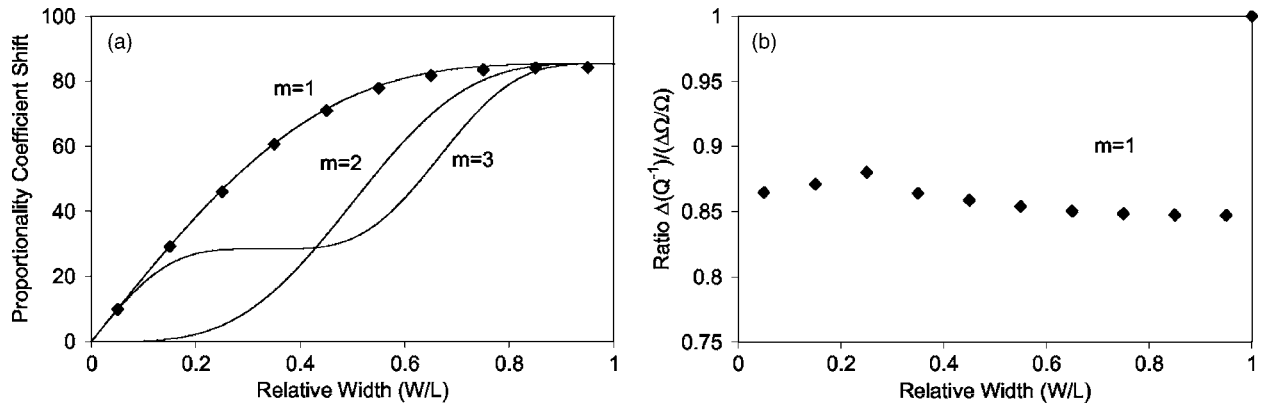 (a)
Proportionality Coefficient Shift
100
80
60
40
20
0
m=1
m=2
m=3
0 0.2 0.4 0.6 0.8 1
Relative Width (W/L)
(b)
Ratio Δ(Q⁻¹)/(ΔΩ/Ω)
1
0.95
0.9
0.85
0.8
0.75
m=1
0 0.2 0.4 0.6 0.8 1
Relative Width (W/L)